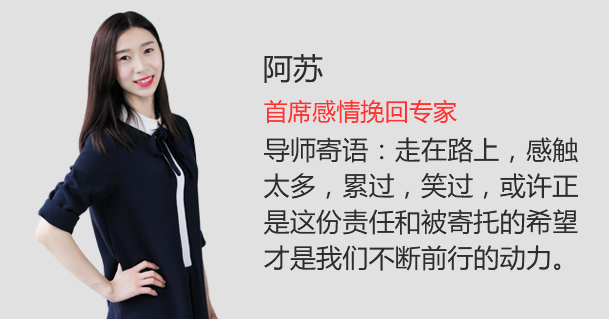 阿苏
首席感情挽回专家
导师寄语：走在路上，感触
太多，累过，笑过，或许正
是这份责任和被寄托的希望
才是我们不断前行的动力。